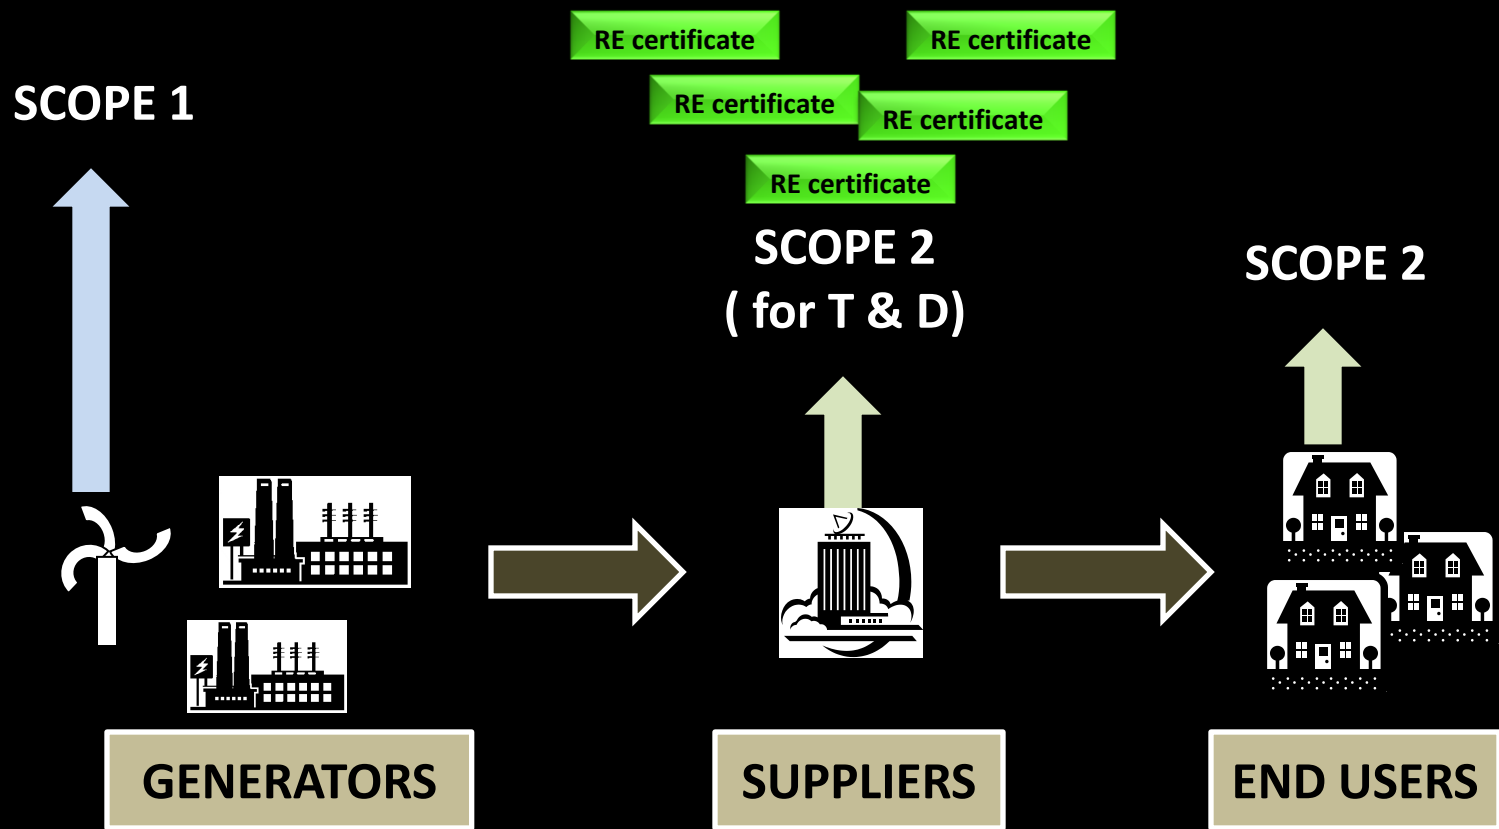 RE certificate
RE certificate
RE certificate
RE certificate
RE certificate
SCOPE 1
SCOPE 2
( for T & D)
SCOPE 2
GENERATORS
SUPPLIERS
END USERS